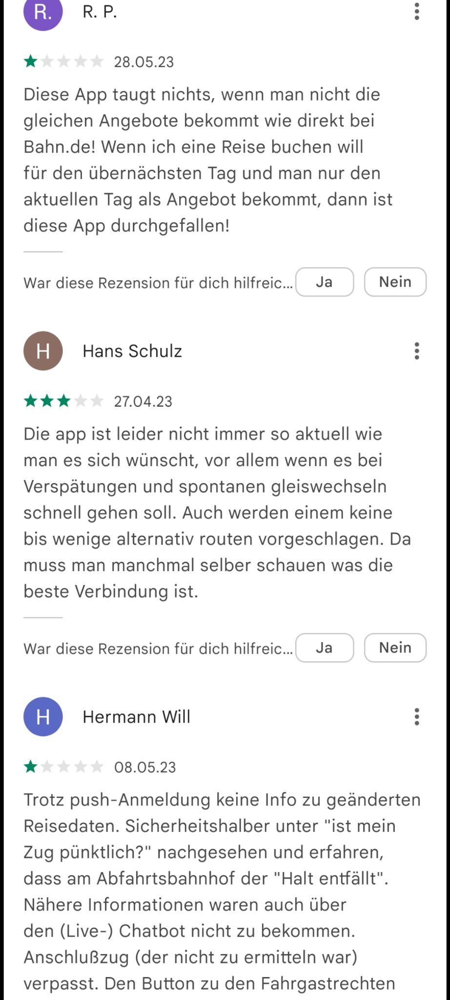 R.
R. P.
28.05.23
Diese App taugt nichts, wenn man nicht die
gleichen Angebote bekommt wie direkt bei
Bahn.de! Wenn ich eine Reise buchen will
für den übernächsten Tag und man nur den
aktuellen Tag als Angebot bekommt, dann ist
diese App durchgefallen!
War diese Rezension für dich hilfreic... Ja Nein
H
Hans Schulz
27.04.23
Die app ist leider nicht immer so aktuell wie
man es sich wünscht, vor allem wenn es bei
Verspätungen und spontanen gleiswechseln
schnell gehen soll. Auch werden einem keine
bis wenige alternativ routen vorgeschlagen. Da
muss man manchmal selber schauen was die
beste Verbindung ist.
War diese Rezension für dich hilfreic... Ja Nein
H
Hermann Will
08.05.23
Trotz push-Anmeldung keine Info zu geänderten
Reisedaten. Sicherheitshalber unter "ist mein
Zug pünktlich?" nachgesehen und erfahren,
dass am Abfahrtsbahnhof der "Halt entfällt".
Nähere Informationen waren auch über
den (Live-) Chatbot nicht zu bekommen.
Anschlußzug (der nicht zu ermitteln war)
verpasst. Den Button zu den Fahrgastrechten